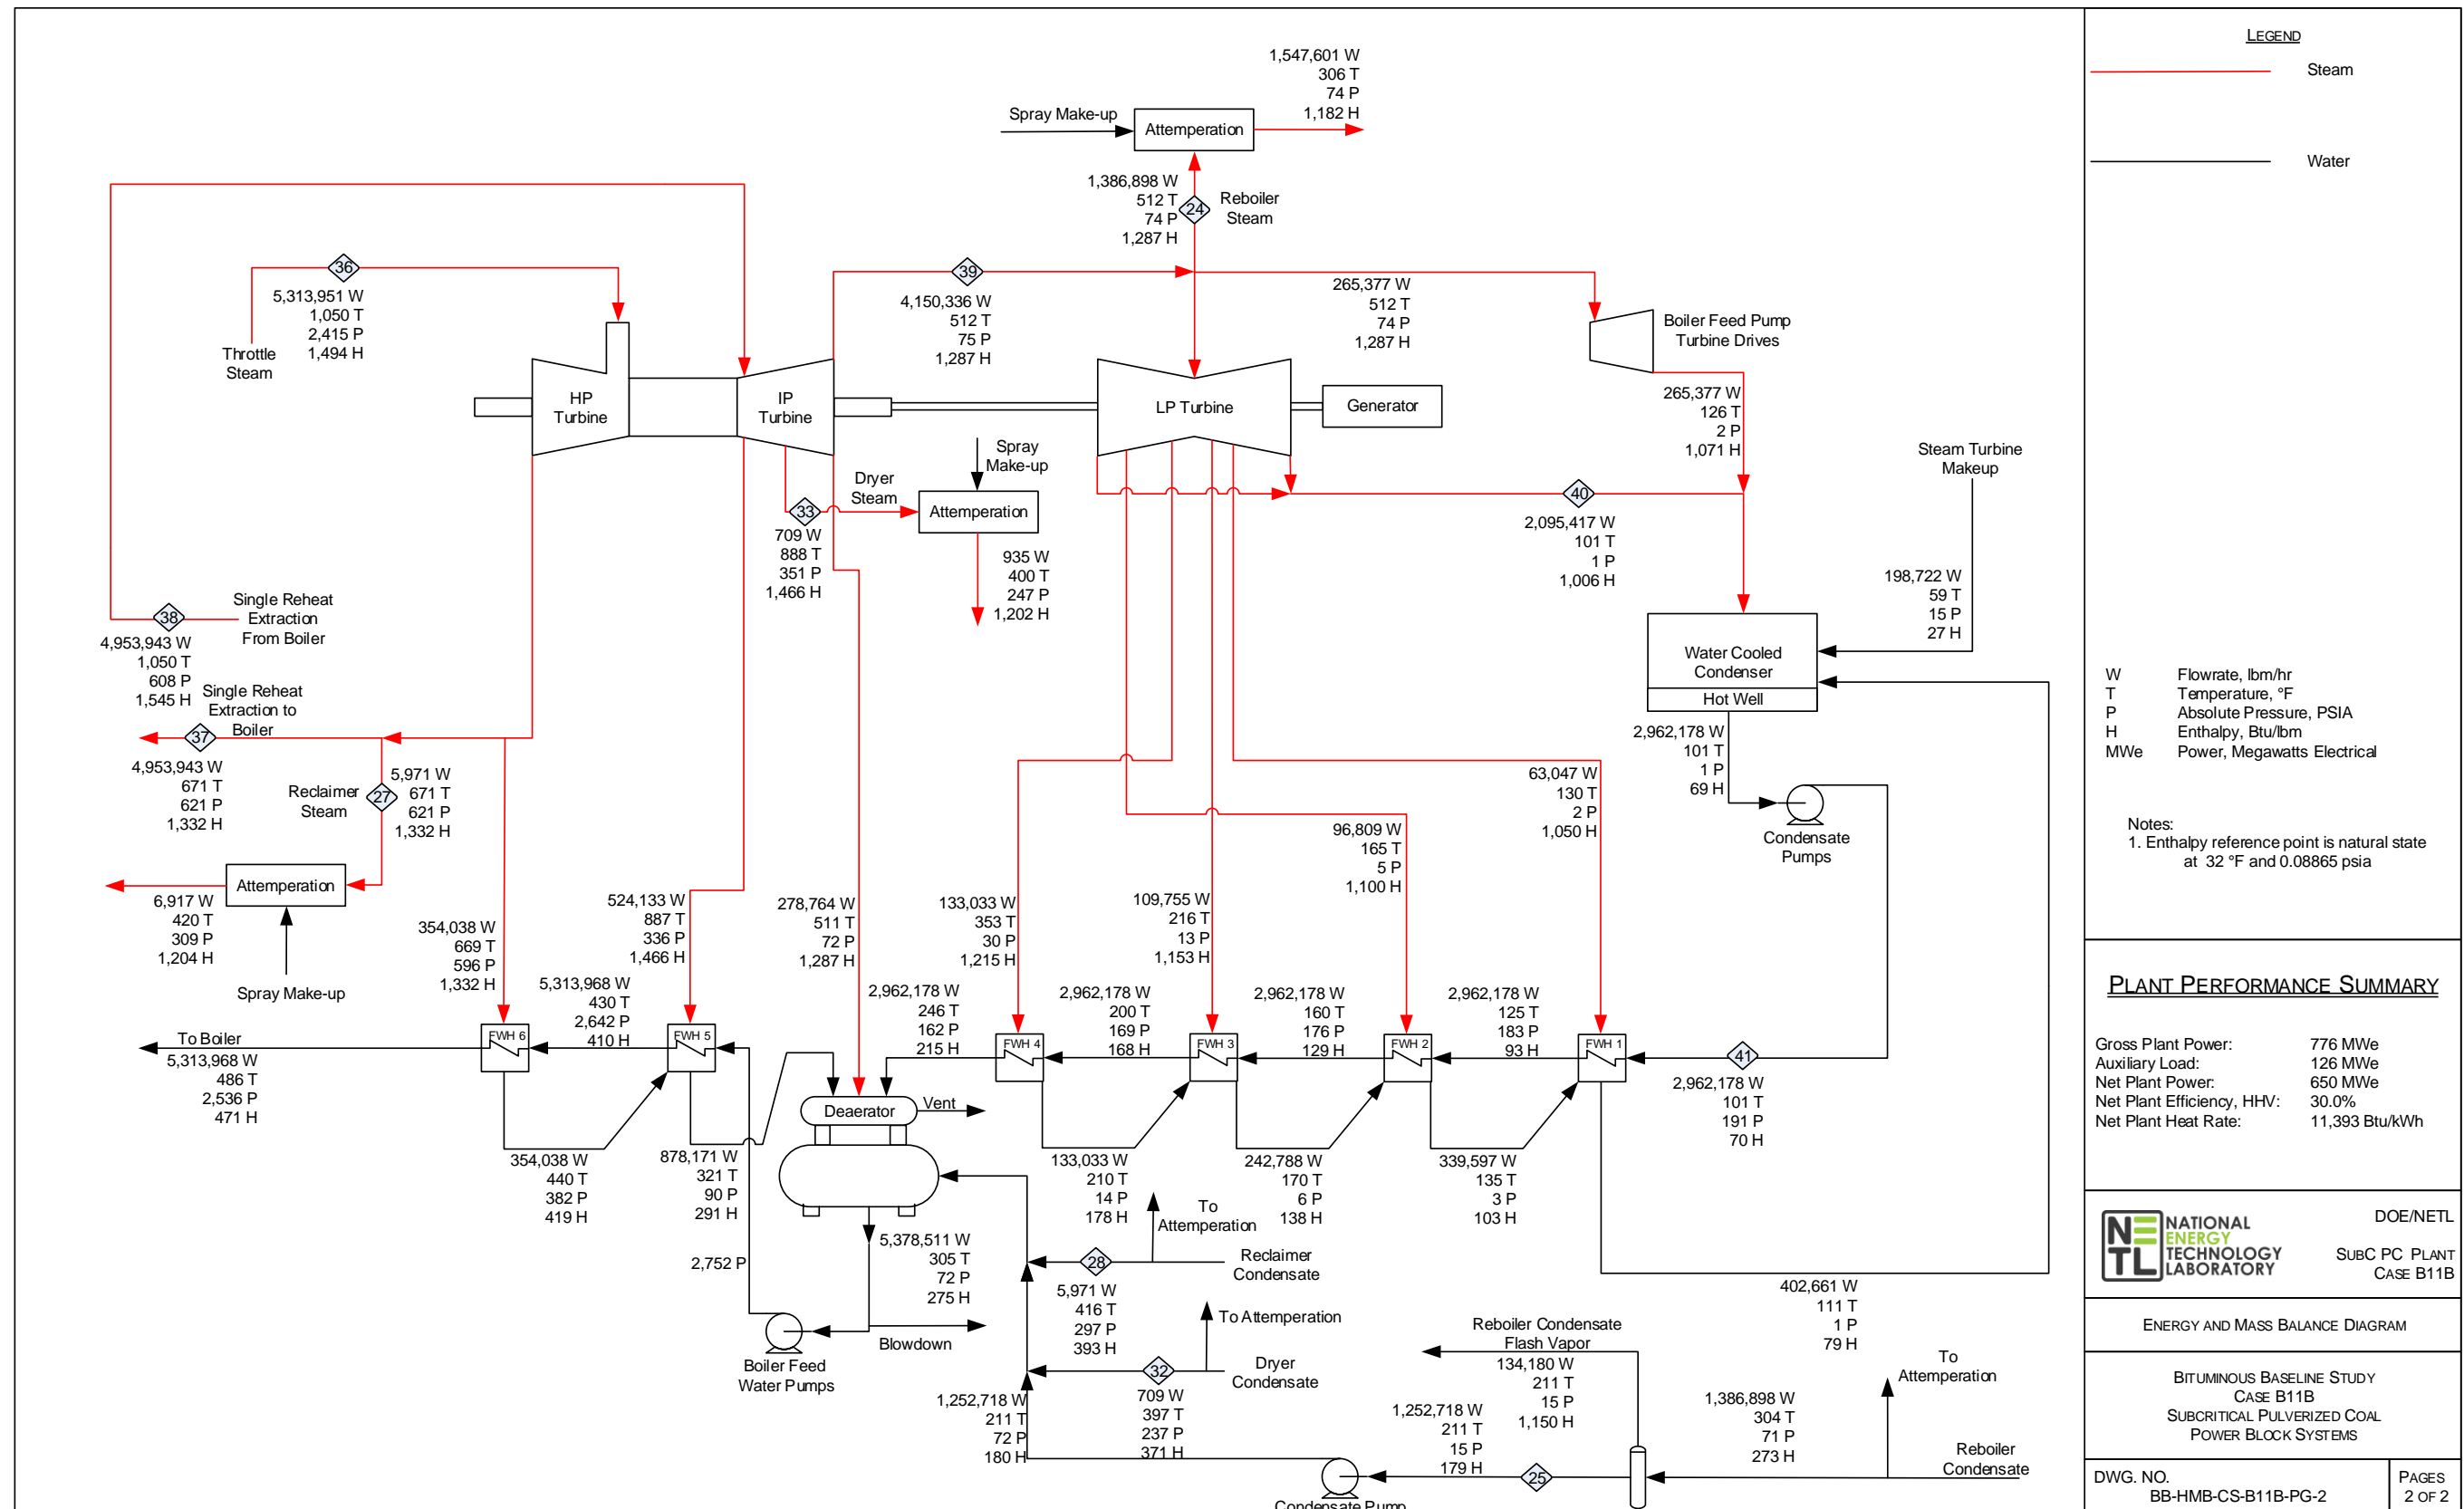 1,547,601 W
306 T
74 P
1,182 H
Spray Make-up
Attemperation
1,386,898 W
512 T
74 P
1,287 H
24
Reboiler
Steam
36
5,313,951 W
1,050 T
2,415 P
1,494 H
Throttle
Steam
39
4,150,336 W
512 T
75 P
1,287 H
265,377 W
512 T
74 P
1,287 H
Boiler Feed Pump
Turbine Drives
HP
Turbine
IP
Turbine
LP Turbine
Generator
265,377 W
126 T
2 P
1,071 H
Steam Turbine
Makeup
Spray
Make-up
Dryer
Steam
33
Attemperation
709 W
888 T
351 P
1,466 H
935 W
400 T
247 P
1,202 H
40
2,095,417 W
101 T
1 P
1,006 H
198,722 W
59 T
15 P
27 H
38
Single Reheat
Extraction
From Boiler
4,953,943 W
1,050 T
608 P
1,545 H
Single Reheat
Extraction to
Boiler
37
4,953,943 W
671 T
621 P
1,332 H
Reclaimer
Steam
27
5,971 W
671 T
621 P
1,332 H
Attemperation
6,917 W
420 T
309 P
1,204 H
Spray Make-up
Water Cooled
Condenser
Hot Well
2,962,178 W
101 T
1 P
69 H
Condensate
Pumps
63,047 W
130 T
2 P
1,050 H
96,809 W
165 T
5 P
1,100 H
354,038 W
669 T
596 P
1,332 H
524,133 W
887 T
336 P
1,466 H
278,764 W
511 T
72 P
1,287 H
133,033 W
353 T
30 P
1,215 H
109,755 W
216 T
13 P
1,153 H
5,313,968 W
430 T
2,642 P
410 H
2,962,178 W
246 T
162 P
215 H
2,962,178 W
200 T
169 P
168 H
2,962,178 W
160 T
176 P
129 H
2,962,178 W
125 T
183 P
93 H
To Boiler
5,313,968 W
486 T
2,536 P
471 H
FWH 6
FWH 5
FWH 4
FWH 3
FWH 2
FWH 1
41
2,962,178 W
101 T
191 P
70 H
Deaerator
Vent
354,038 W
440 T
382 P
419 H
878,171 W
321 T
90 P
291 H
133,033 W
210 T
14 P
178 H
242,788 W
170 T
6 P
138 H
339,597 W
135 T
3 P
103 H
2,752 P
5,378,511 W
305 T
72 P
275 H
Boiler Feed
Water Pumps
Blowdown
To
Attemperation
28
Reclaimer
Condensate
5,971 W
416 T
297 P
393 H
To Attemperation
32
Dryer
Condensate
709 W
397 T
237 P
371 H
1,252,718 W
211 T
72 P
180 H
402,661 W
111 T
1 P
79 H
Reboiler Condensate
Flash Vapor
134,180 W
211 T
15 P
1,150 H
1,252,718 W
211 T
15 P
179 H
25
1,386,898 W
304 T
71 P
273 H
To
Attemperation
Reboiler
Condensate
Condensate Pump
LEGEND
Steam
Water
W Flowrate, lbm/hr
T Temperature, °F
P Absolute Pressure, PSIA
H Enthalpy, Btu/lbm
MWe Power, Megawatts Electrical
Notes:
1. Enthalpy reference point is natural state
at 32 °F and 0.08865 psia
PLANT PERFORMANCE SUMMARY
Gross Plant Power: 776 MWe
Auxiliary Load: 126 MWe
Net Plant Power: 650 MWe
Net Plant Efficiency, HHV: 30.0%
Net Plant Heat Rate: 11,393 Btu/kWh
NETL
NATIONAL
ENERGY
TECHNOLOGY
LABORATORY
DOE/NETL
SUBC PC PLANT
CASE B11B
ENERGY AND MASS BALANCE DIAGRAM
BITUMINOUS BASELINE STUDY
CASE B11B
SUBCRITICAL PULVERIZED COAL
POWER BLOCK SYSTEMS
DWG. NO.
BB-HMB-CS-B11B-PG-2
PAGES
2 OF 2